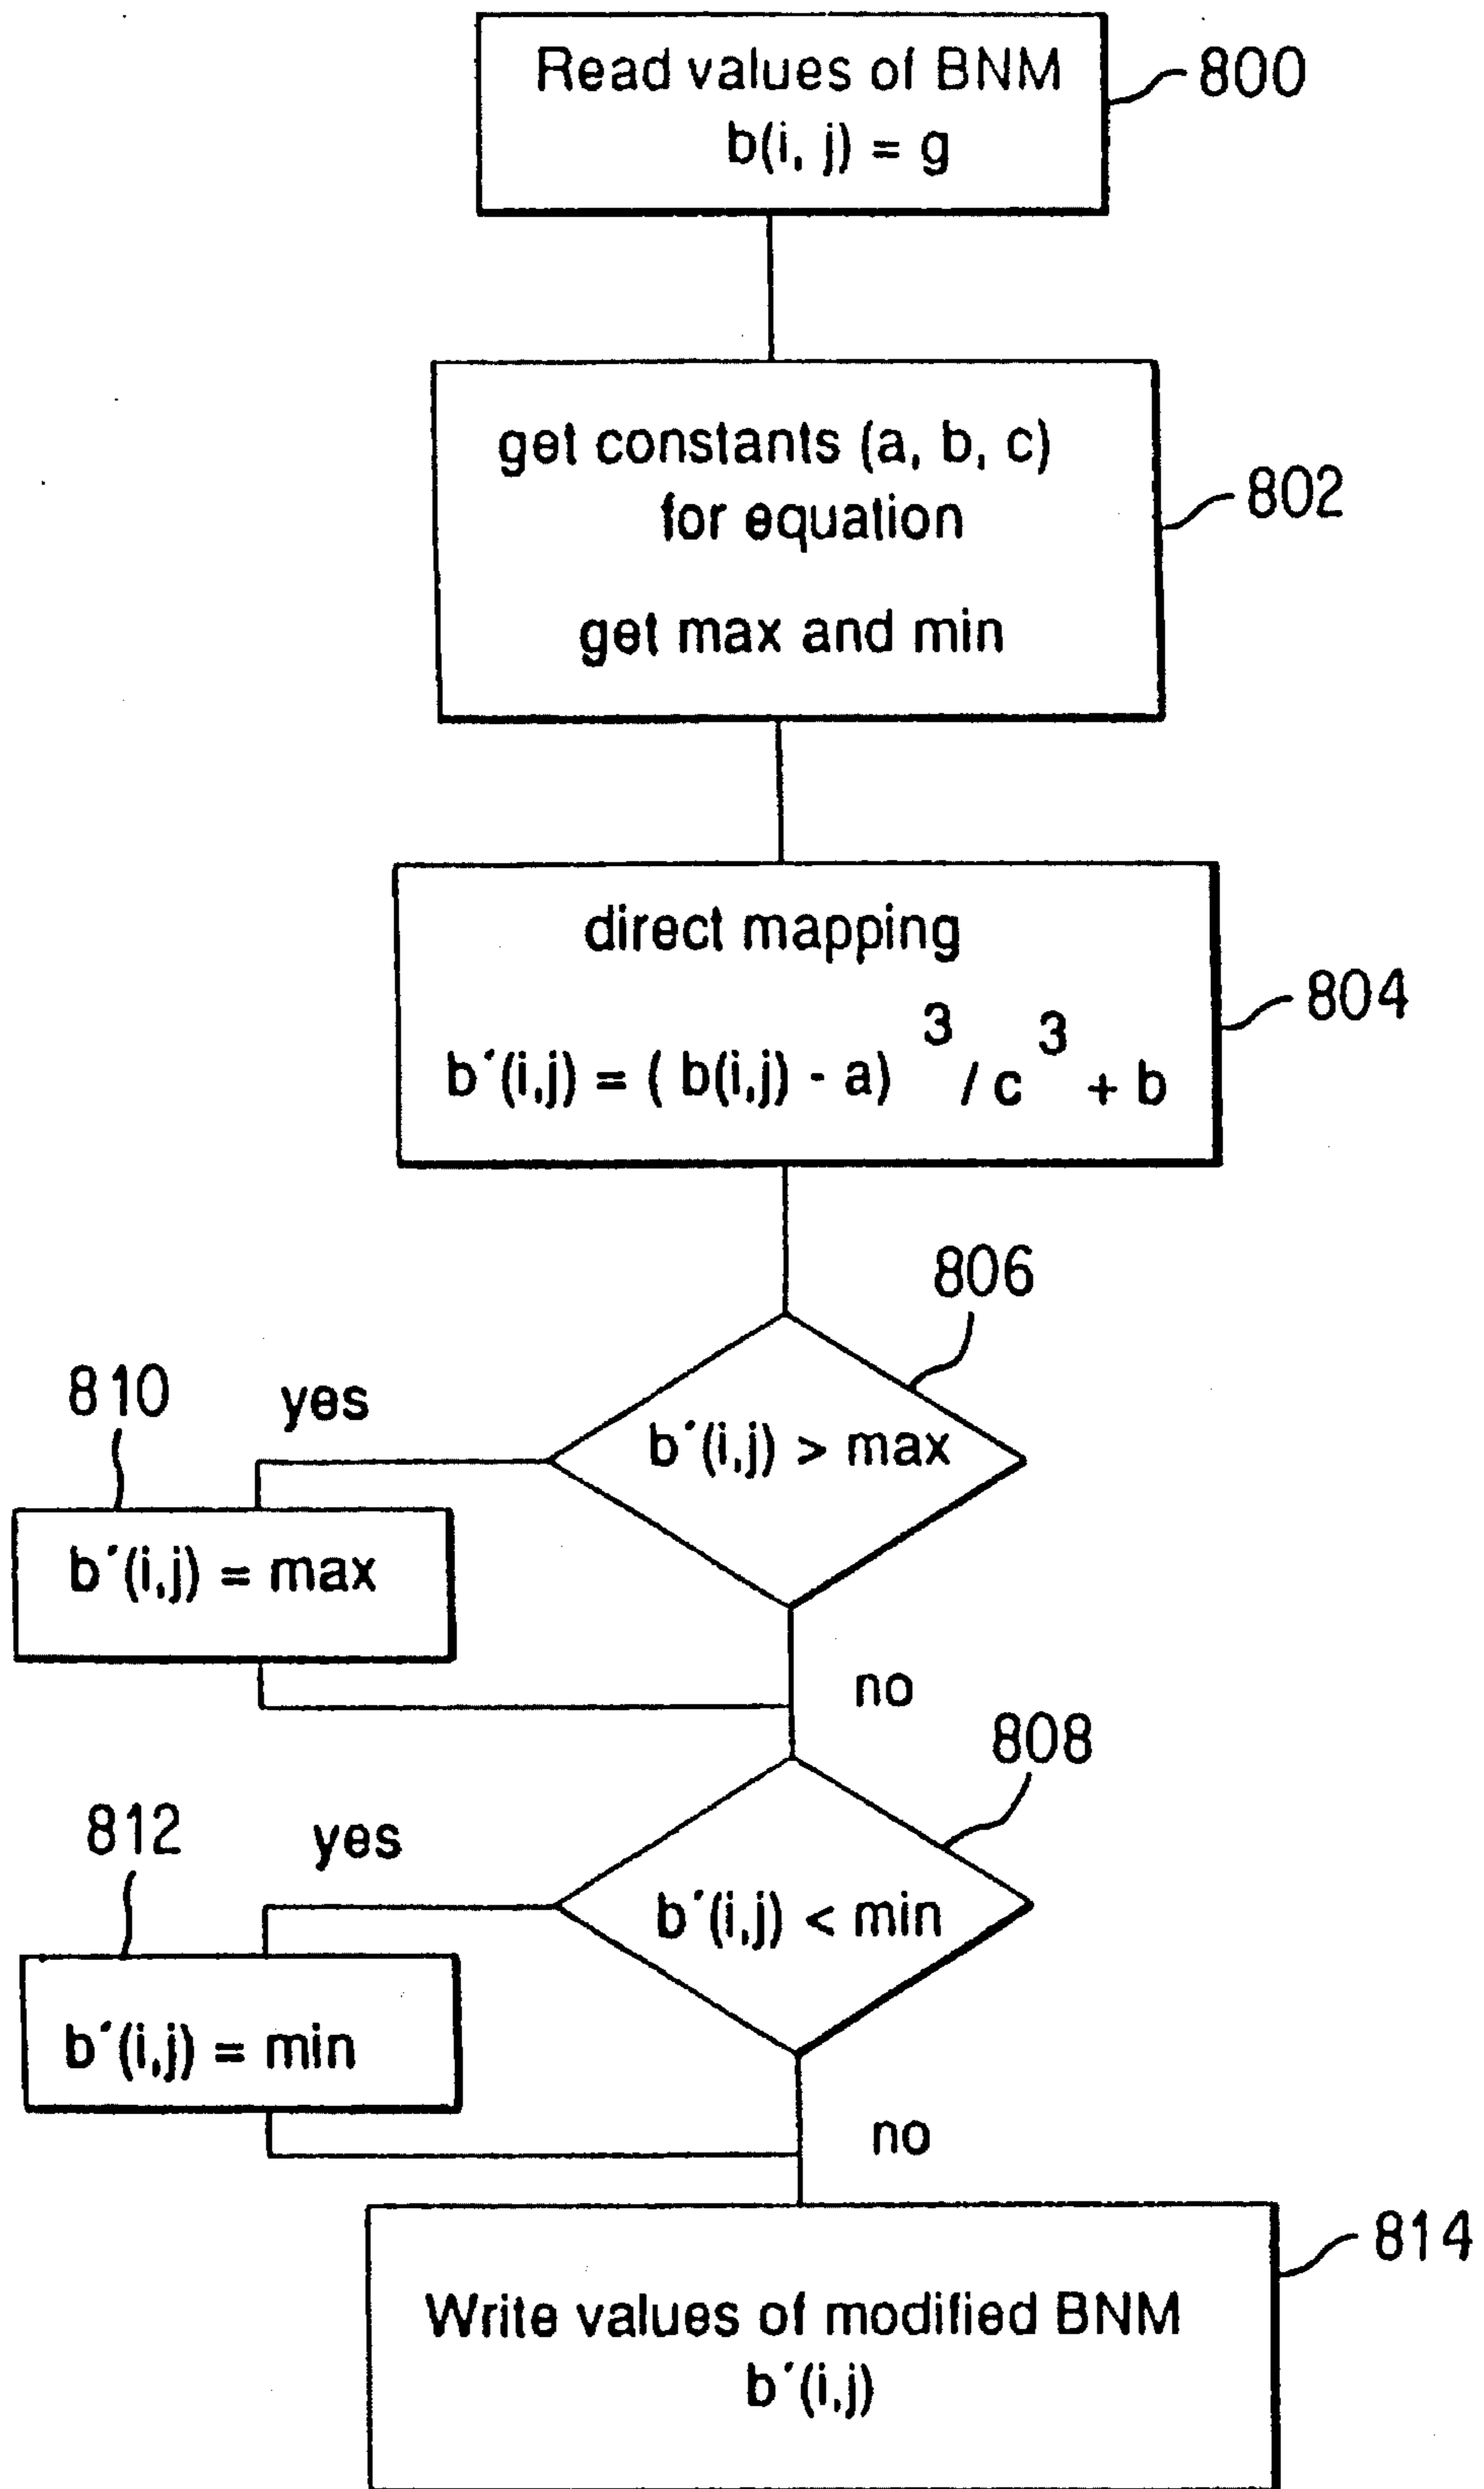 Read values of BNM
b(i, j) = g
800
get constants (a, b, c)
for equation
get max and min
802
direct mapping
b´(i,j) = ( b(i,j) - a) 3 / c 3 + b
804
806
810
yes
b´(i,j) > max
b´(i,j) = max
no
808
812
yes
b´(i,j) < min
b´(i,j) = min
no
814
Write values of modified BNM
b´(i,j)